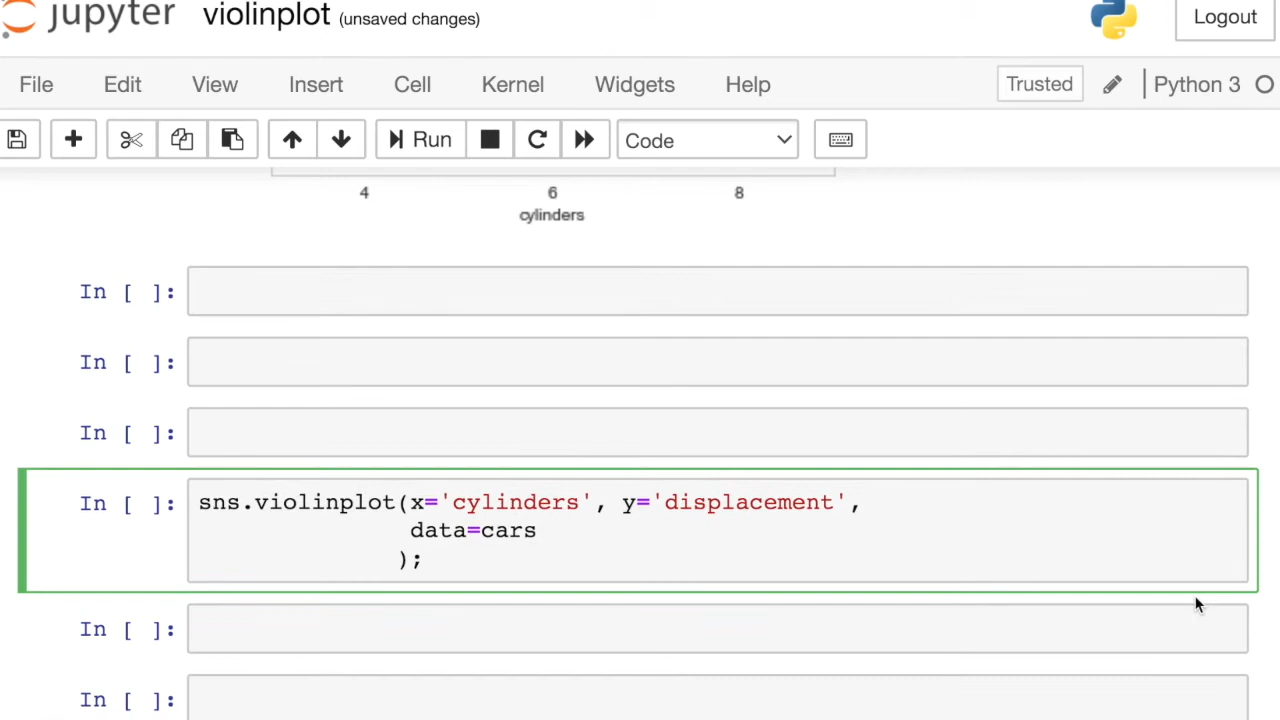 jupyter violinplot (unsaved changes) Logout
File Edit View Insert Cell Kernel Widgets Help Trusted Python 3
Run Code
4 6 8
cylinders
In [ ]:
In [ ]:
In [ ]:
In [ ]: sns.violinplot(x='cylinders', y='displacement',
data=cars
);
In [ ]:
In [ ]: